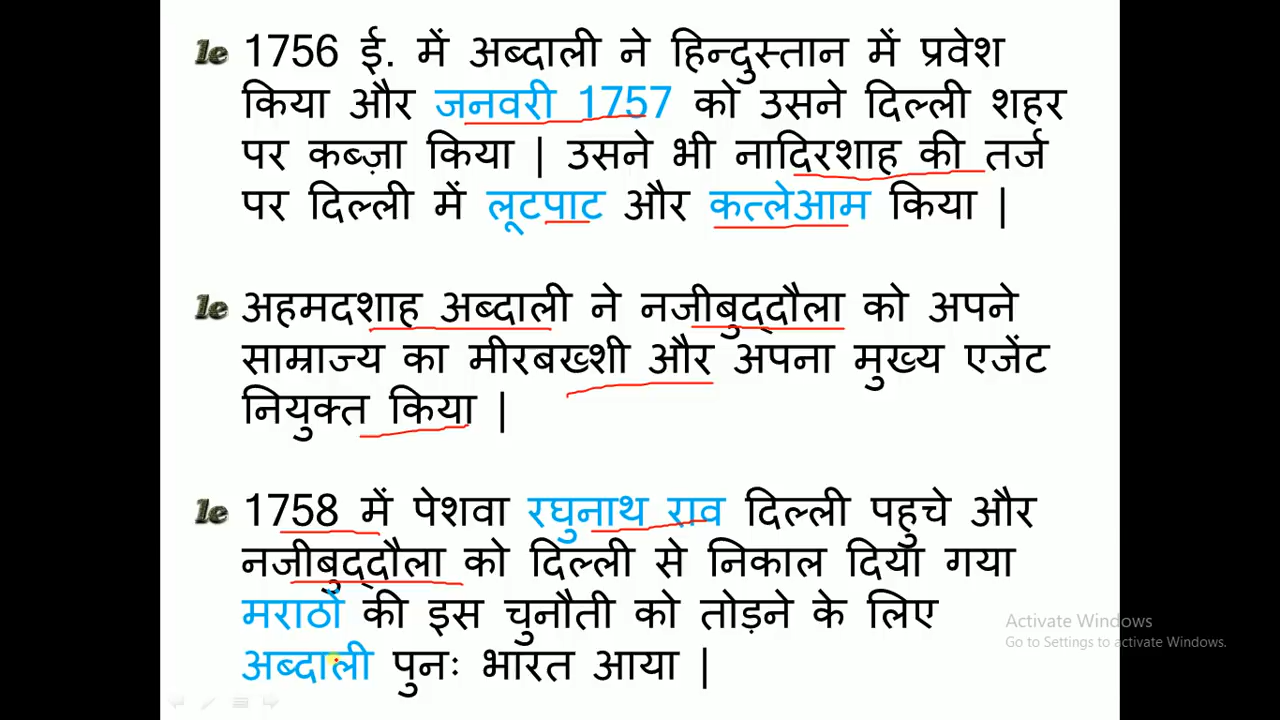 1756 ई. में अब्दाली ने हिन्दुस्तान में प्रवेश
किया और जनवरी 1757 को उसने दिल्ली शहर
पर कब्ज़ा किया | उसने भी नादिरशाह की तर्ज
पर दिल्ली में लूटपाट और कत्लेआम किया |
अहमदशाह अब्दाली ने नजीबुद्दौला को अपने
साम्राज्य का मीरबख्शी और अपना मुख्य एजेंट
नियुक्त किया |
1758 में पेशवा रघुनाथ राव दिल्ली पहुचे और
नजीबुद्दौला को दिल्ली से निकाल दिया गया
मराठों की इस चुनौती को तोड़ने के लिए
अब्दाली पुनः भारत आया |
Activate Windows
Go to Settings to activate Windows.